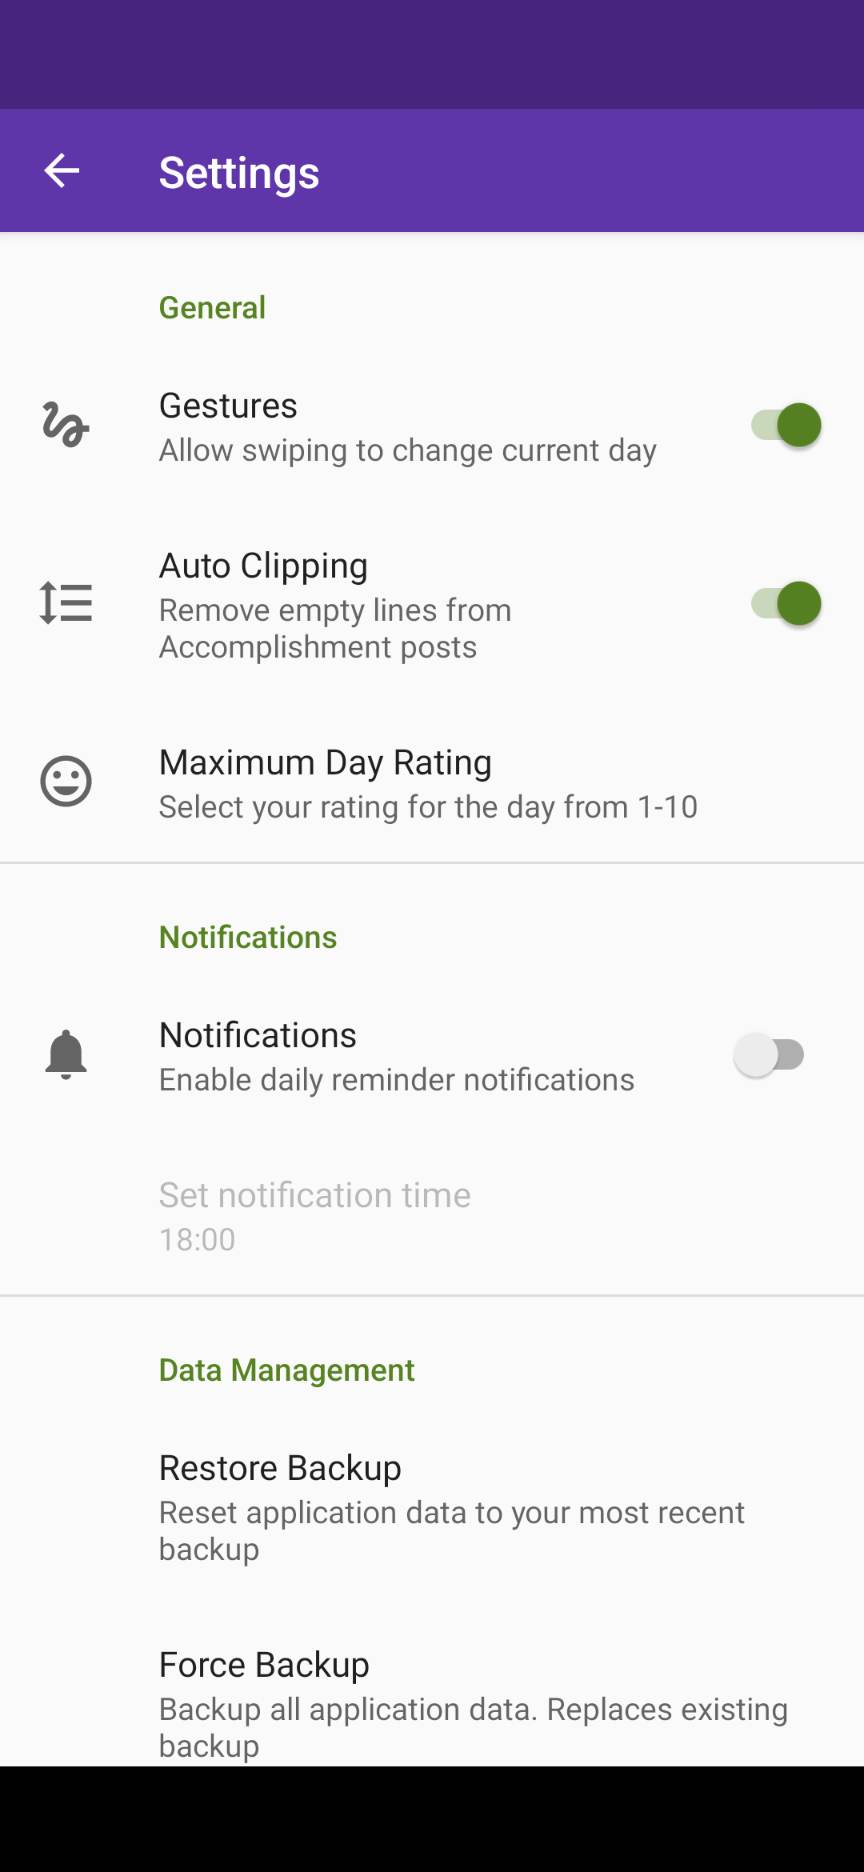 Settings
General
Gestures
Allow swiping to change current day
Auto Clipping
Remove empty lines from
Accomplishment posts
Maximum Day Rating
Select your rating for the day from 1-10
Notifications
Notifications
Enable daily reminder notifications
Set notification time
18:00
Data Management
Restore Backup
Reset application data to your most recent
backup
Force Backup
Backup all application data. Replaces existing
backup